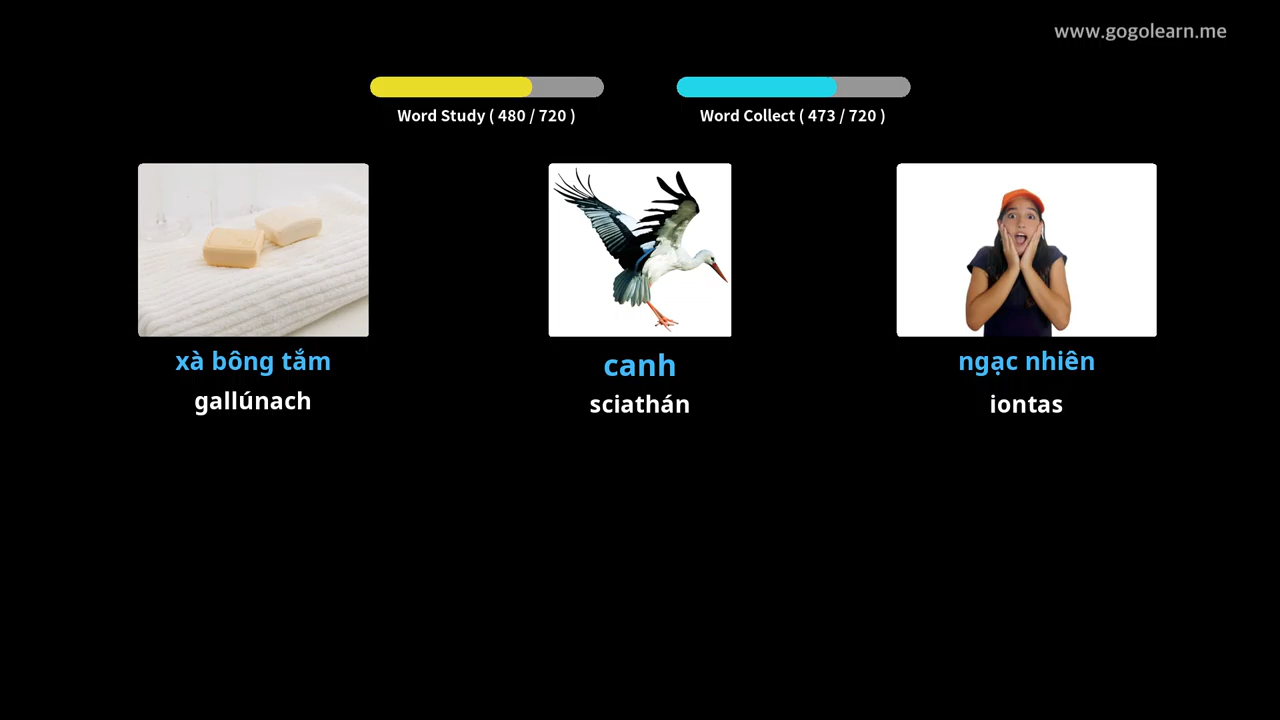 www.gogolearn.me
Word Study ( 480 / 720 )
Word Collect ( 473 / 720 )
xà bông tắm
canh
ngạc nhiên
gallúnach
sciathán
iontas